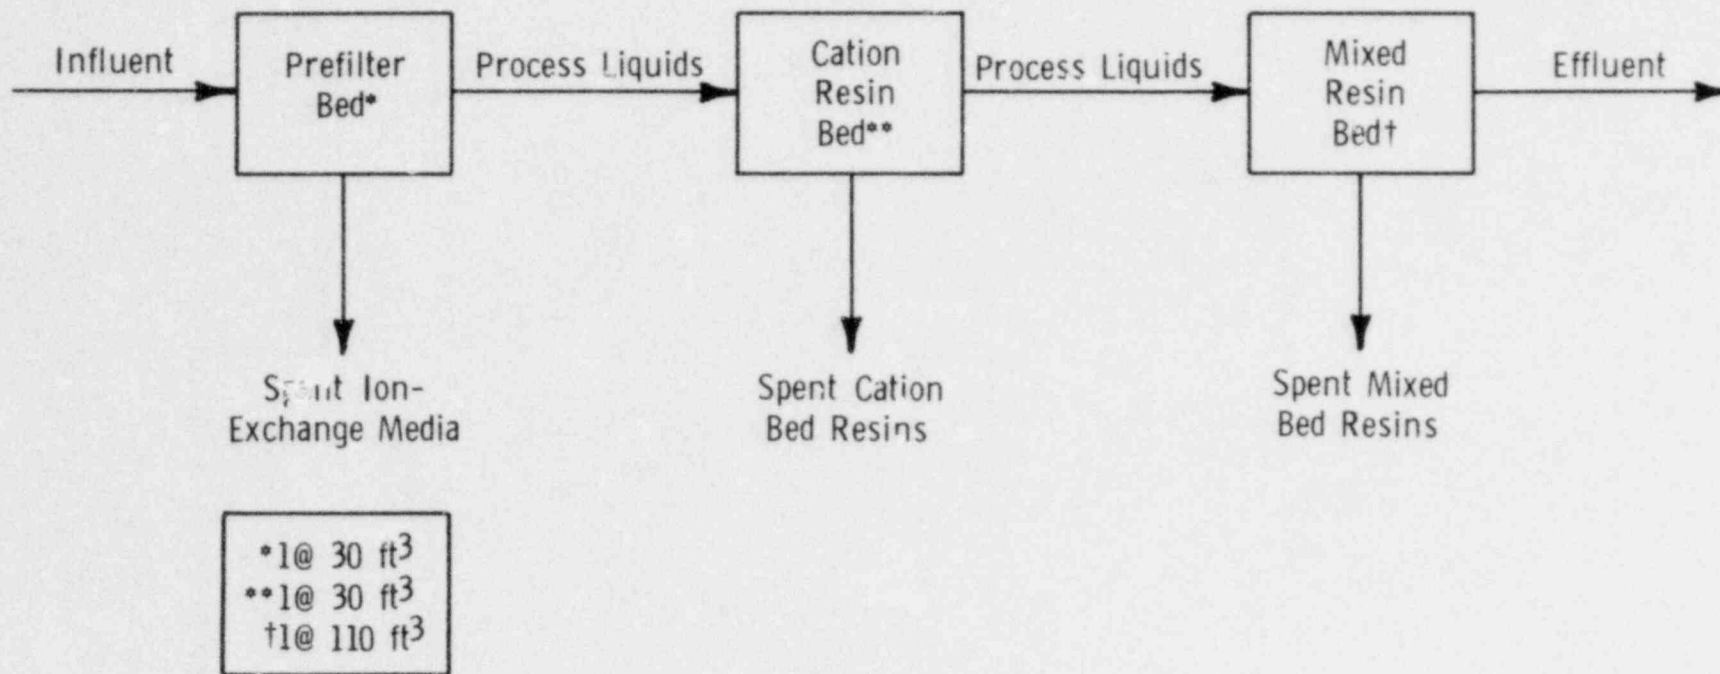 Influent
Prefilter
Bed*
Process Liquids
Cation
Resin
Bed**
Process Liquids
Mixed
Resin
Bed†
Effluent
Spent Ion-
Exchange Media
Spent Cation
Bed Resins
Spent Mixed
Bed Resins
*1@ 30 ft³
**1@ 30 ft³
†1@ 110 ft³